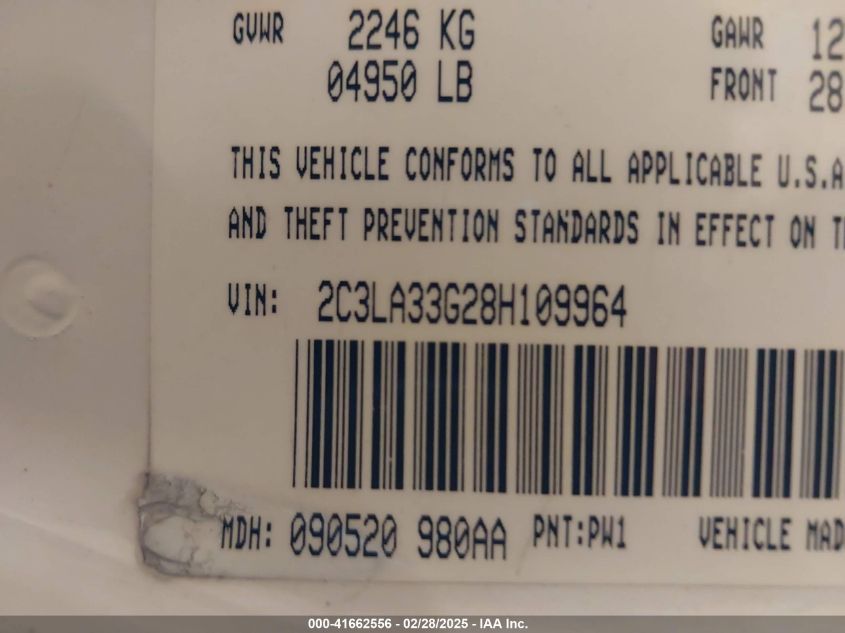 GVWR 2246 KG GAWR 12
04950 LB FRONT 28
THIS VEHICLE CONFORMS TO ALL APPLICABLE U.S.A
AND THEFT PREVENTION STANDARDS IN EFFECT ON TH
VIN: 2C3LA33G28H109964
MDH: 090520 980AA PNT:PW1 VEHICLE MAD
000-41662556 - 02/28/2025 - IAA Inc.